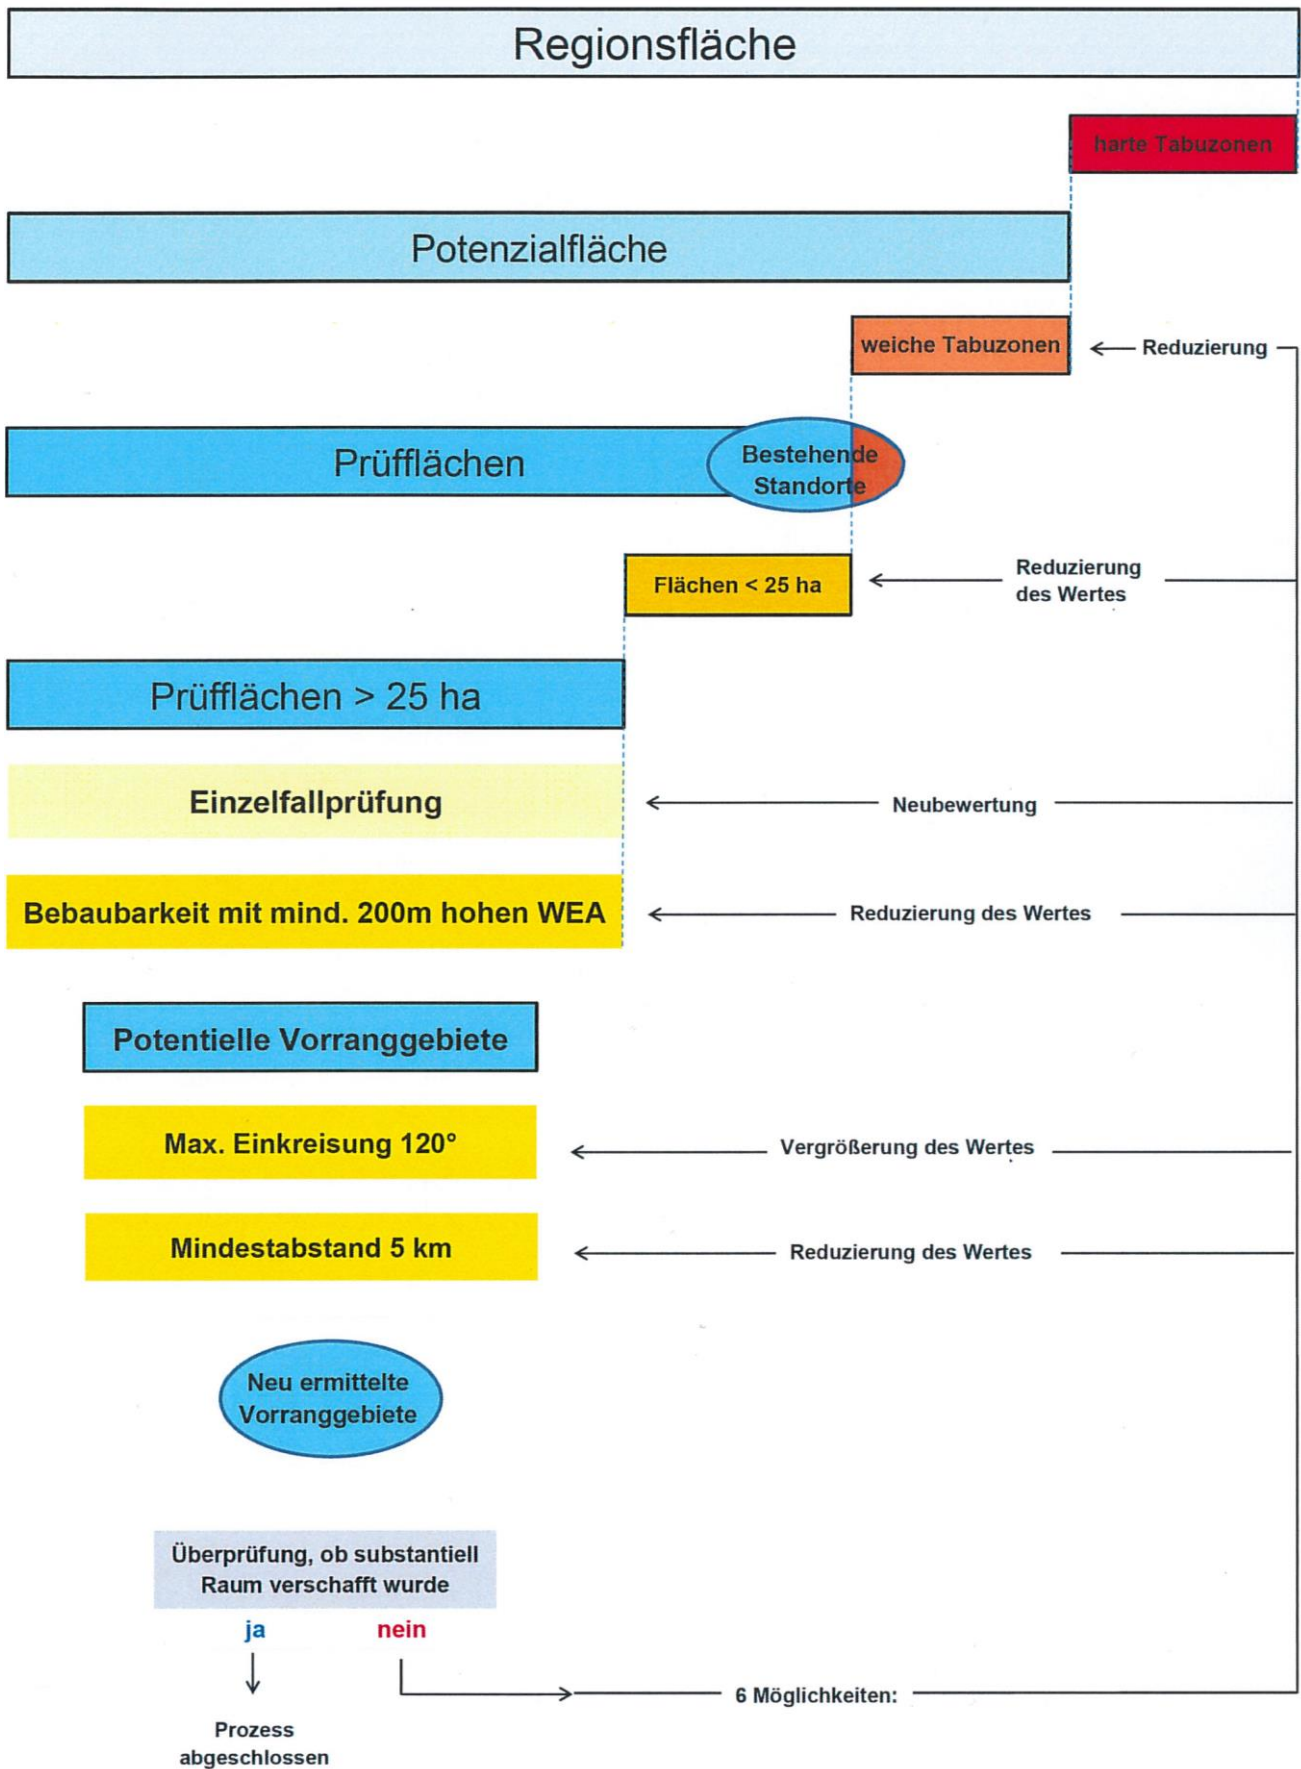 Regionsfläche
harte Tabuzonen
Potenzialfläche
weiche Tabuzonen
Reduzierung
Prüfflächen
Bestehende
Standorte
Flächen < 25 ha
Reduzierung
des Wertes
Prüfflächen > 25 ha
Einzelfallprüfung
Neubewertung
Bebaubarkeit mit mind. 200m hohen WEA
Reduzierung des Wertes
Potentielle Vorranggebiete
Max. Einkreisung 120°
Vergrößerung des Wertes
Mindestabstand 5 km
Reduzierung des Wertes
Neu ermittelte
Vorranggebiete
Überprüfung, ob substantiell
Raum verschafft wurde
ja
nein
6 Möglichkeiten:
Prozess
abgeschlossen